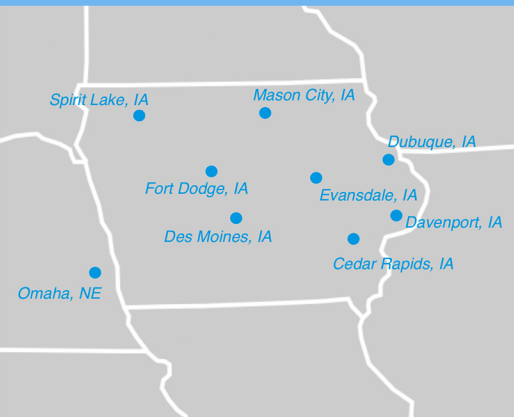 Spirit Lake, IA
Mason City, IA
Dubuque, IA
Fort Dodge, IA
Evansdale, IA
Davenport, IA
Des Moines, IA
Cedar Rapids, IA
Omaha, NE